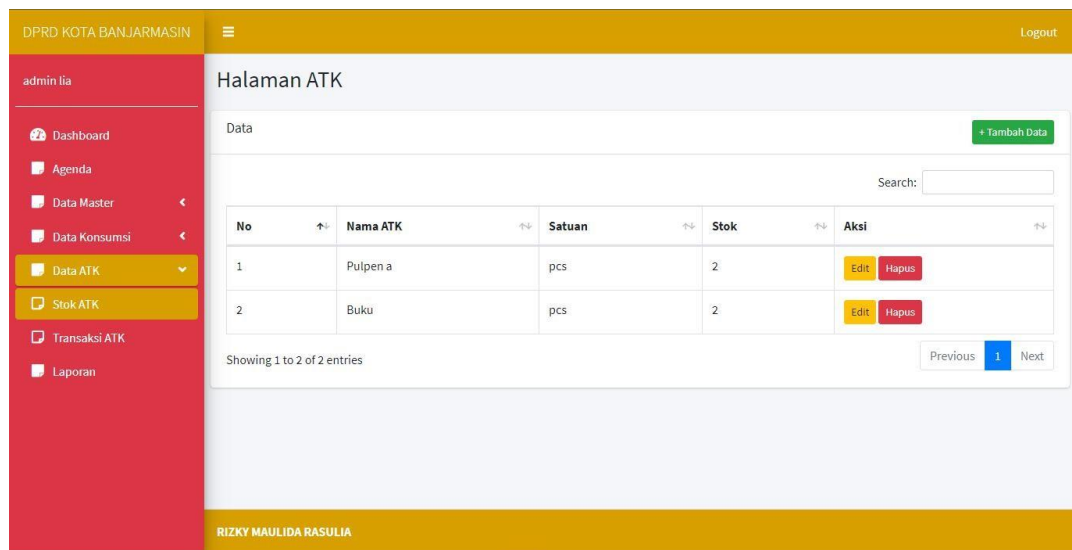 DPRD KOTA BANJARMASIN
Logout
admin lia
Dashboard
Agenda
Data Master
Data Konsumsi
Data ATK
Stok ATK
Transaksi ATK
Laporan
Halaman ATK
Data
+ Tambah Data
Search:
No Nama ATK Satuan Stok Aksi
1 Pulpen a pcs 2 Edit Hapus
2 Buku pcs 2 Edit Hapus
Showing 1 to 2 of 2 entries
Previous 1 Next
RIZKY MAULIDA RASULIA